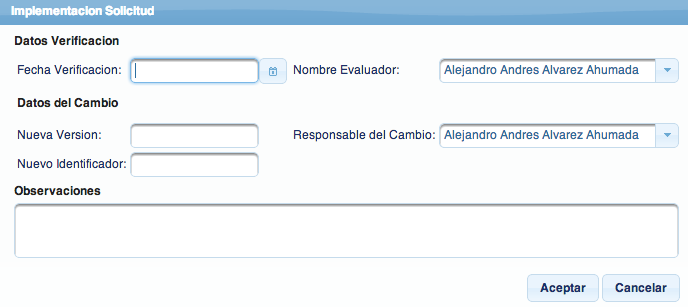 Implementacion Solicitud
Datos Verificacion
Fecha Verificacion:
Nombre Evaluador: Alejandro Andres Alvarez Ahumada
Datos del Cambio
Nueva Version:
Responsable del Cambio: Alejandro Andres Alvarez Ahumada
Nuevo Identificador:
Observaciones
Aceptar Cancelar